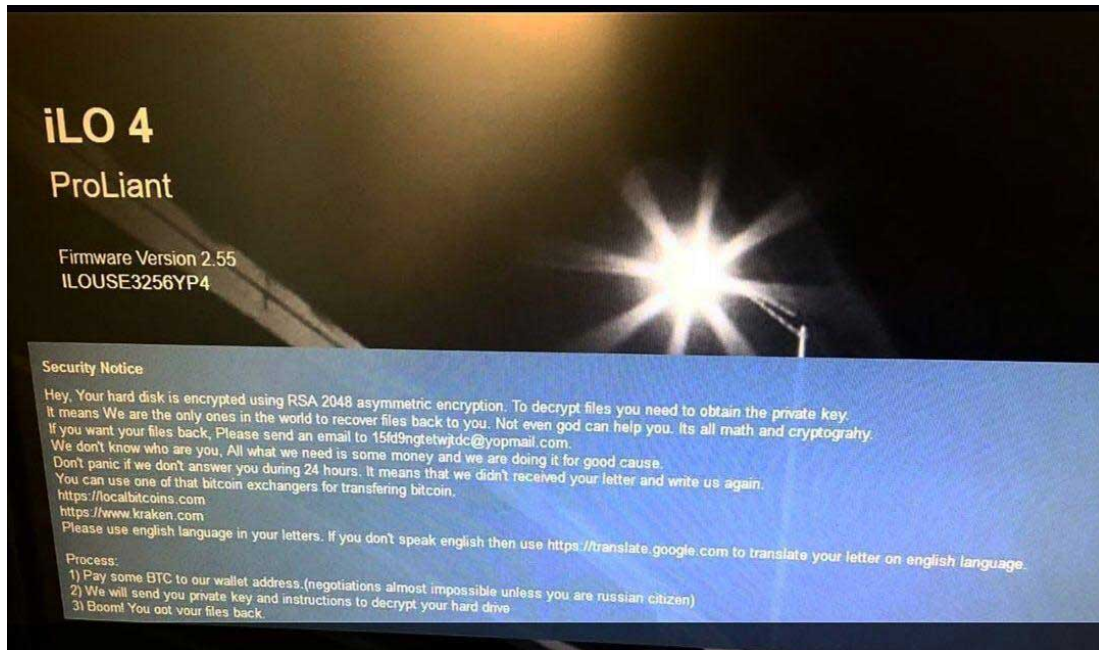 iLO 4
ProLiant
Firmware Version 2.55
ILOUSE3256YP4
Security Notice
Hey, Your hard disk is encrypted using RSA 2048 asymmetric encryption. To decrypt files you need to obtain the private key.
It means We are the only ones in the world to recover files back to you. Not even god can help you. Its all math and cryptograhy.
If you want your files back, Please send an email to 15fd9ngtetwjtdc@yopmail.com.
We don't know who are you, All what we need is some money and we are doing it for good cause.
Don't panic if we don't answer you during 24 hours. It means that we didn't received your letter and write us again.
You can use one of that bitcoin exchangers for transfering bitcoin.
https://localbitcoins.com
https://www.kraken.com
Please use english language in your letters. If you don't speak english then use https://translate.google.com to translate your letter on english language.
Process:
1) Pay some BTC to our wallet address.(negotiations almost impossible unless you are russian citizen)
2) We will send you private key and instructions to decrypt your hard drive
3) Boom! You got your files back.